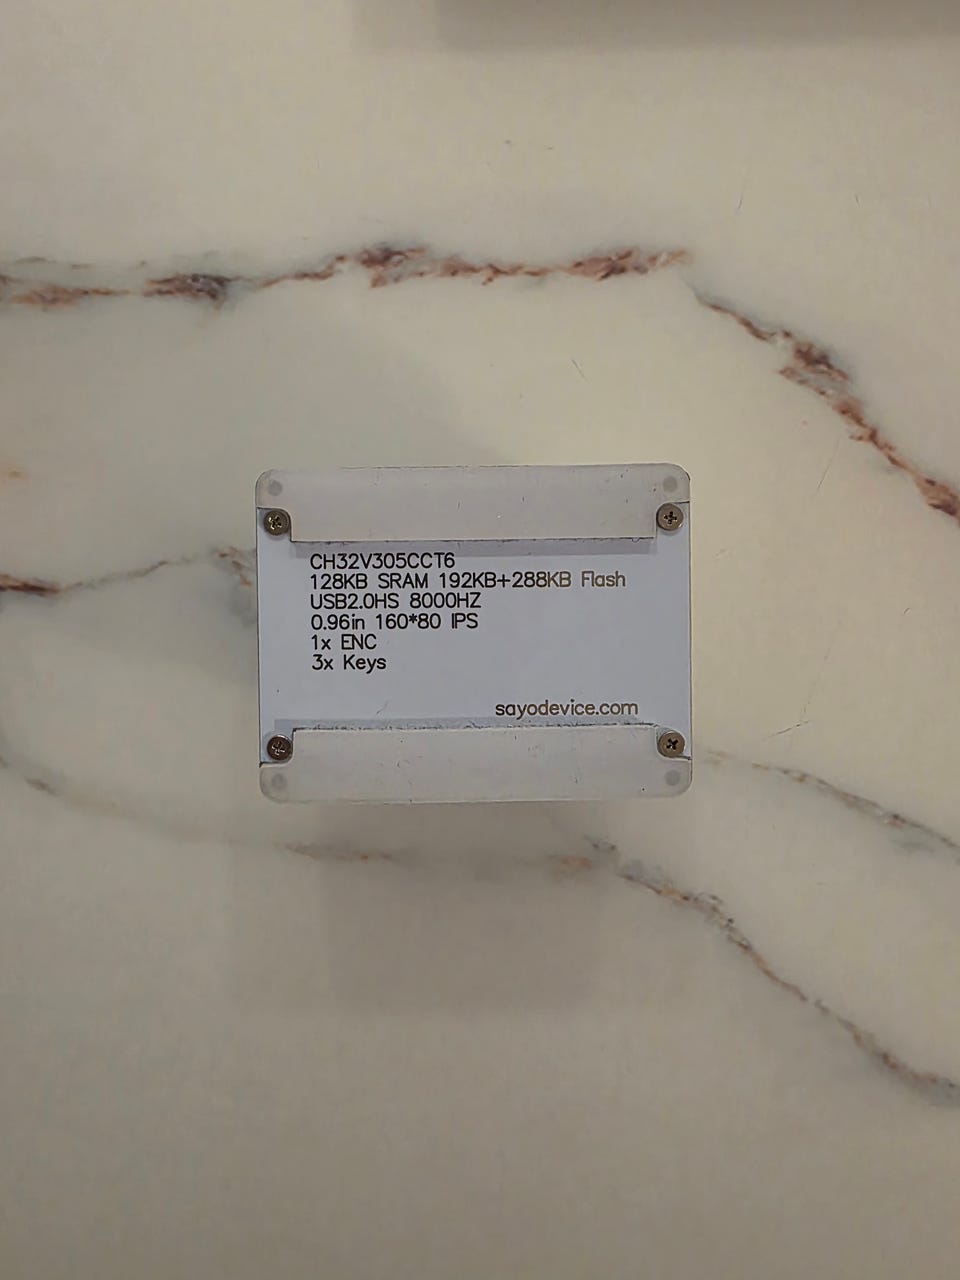 CH32V305CCT6
128KB SRAM 192KB+288KB Flash
USB2.0HS 8000HZ
0.96in 160*80 IPS
1x ENC
3x Keys
sayodevice.com